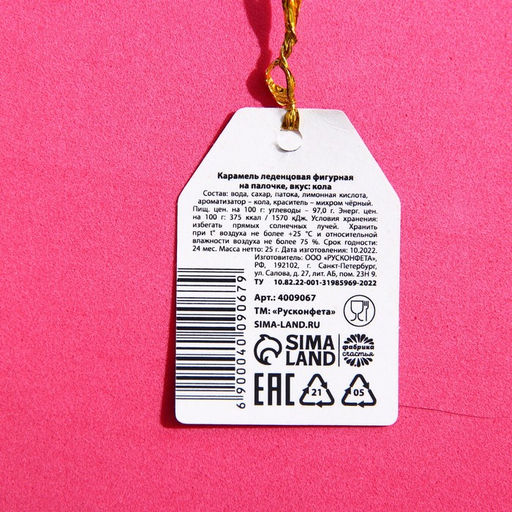 Карамель леденцовая фигурная
на палочке, вкус: кола
Состав: вода, сахар, патока, лимонная кислота,
ароматизатор – кола, краситель – михром чёрный.
Пищ. цен. на 100 г: углеводы – 97,0 г. Энерг. цен.
на 100 г: 375 ккал / 1570 кДж. Условия хранения:
избегать прямых солнечных лучей. Хранить
при t° воздуха не более +25 °С и относительной
влажности воздуха не более 75 %. Срок годности:
24 мес. Масса нетто: 25 г. Дата изготовления: 10.2022.
Изготовитель: ООО «РУСКОНФЕТА»,
РФ, 192102, г. Санкт-Петербург,
ул. Салова, д. 27, лит. АБ, пом. 23Н 9.
ТУ 10.82.22-001-31985969-2022
Арт.: 4009067
ТМ: «Русконфета»
SIMA-LAND.RU
SIMA
LAND
фабрика
счастья
EAC
21
05
6 900040 090679